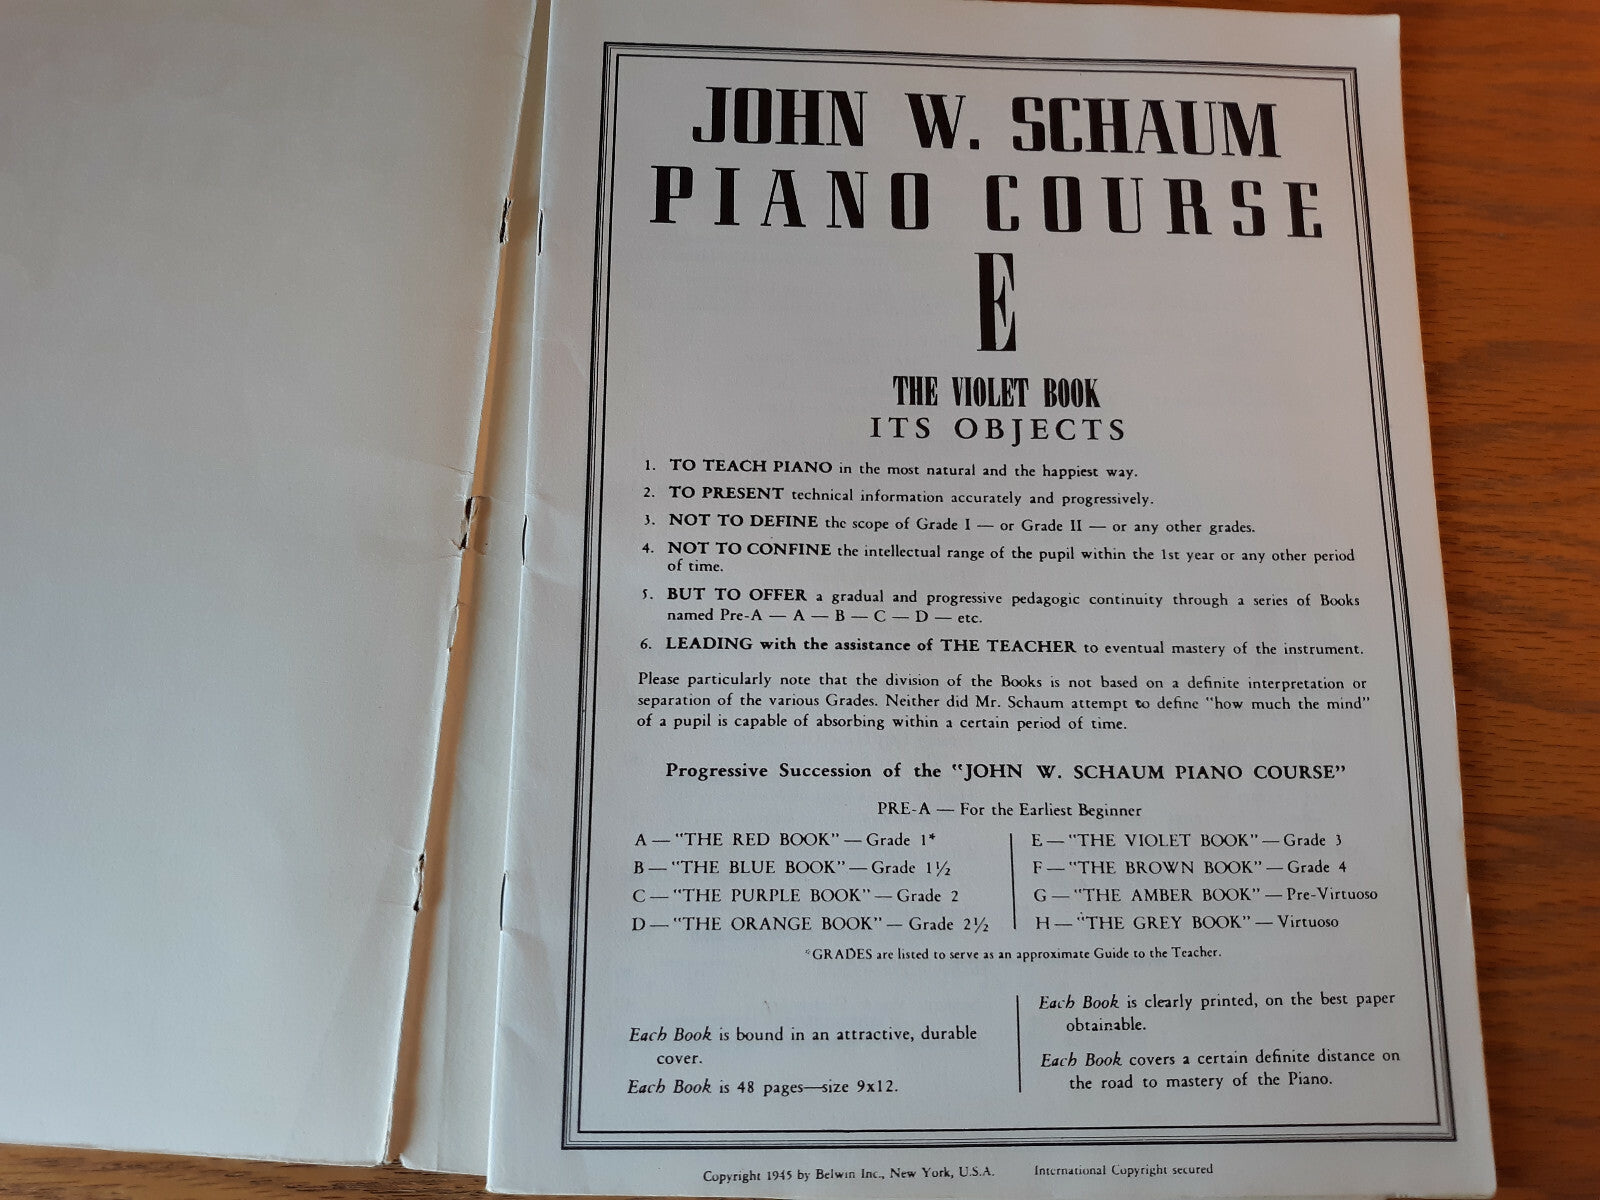 JOHN W. SCHAUM
PIANO COURSE
E
THE VIOLET BOOK
ITS OBJECTS
1. TO TEACH PIANO in the most natural and the happiest way.
2. TO PRESENT technical information accurately and progressively.
3. NOT TO DEFINE the scope of Grade I — or Grade II — or any other grades.
4. NOT TO CONFINE the intellectual range of the pupil within the 1st year or any other period
of time.
5. BUT TO OFFER a gradual and progressive pedagogic continuity through a series of Books
named Pre-A — A — B — C — D — etc.
6. LEADING with the assistance of THE TEACHER to eventual mastery of the instrument.
Please particularly note that the division of the Books is not based on a definite interpretation or
separation of the various Grades. Neither did Mr. Schaum attempt to define "how much the mind"
of a pupil is capable of absorbing within a certain period of time.
Progressive Succession of the "JOHN W. SCHAUM PIANO COURSE"
PRE-A — For the Earliest Beginner
A — "THE RED BOOK" — Grade 1*
B — "THE BLUE BOOK" — Grade 1½
C — "THE PURPLE BOOK" — Grade 2
D — "THE ORANGE BOOK" — Grade 2½
E — "THE VIOLET BOOK" — Grade 3
F — "THE BROWN BOOK" — Grade 4
G — "THE AMBER BOOK" — Pre-Virtuoso
H — "THE GREY BOOK" — Virtuoso
*GRADES are listed to serve as an approximate Guide to the Teacher.
Each Book is bound in an attractive, durable
cover.
Each Book is 48 pages—size 9x12.
Each Book is clearly printed, on the best paper
obtainable.
Each Book covers a certain definite distance on
the road to mastery of the Piano.
Copyright 1945 by Belwin Inc., New York, U.S.A. International Copyright secured